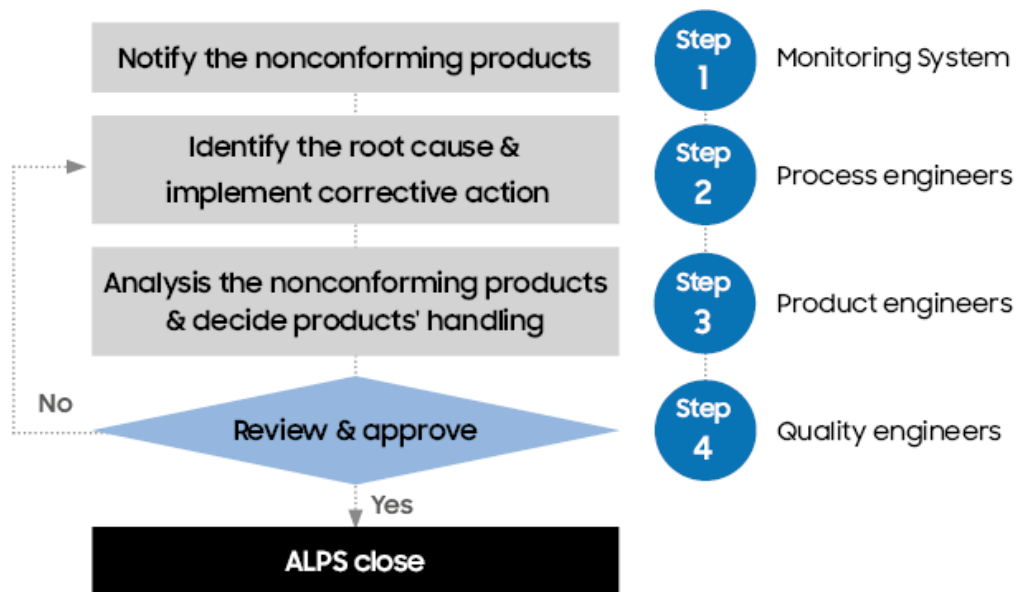 Notify the nonconforming products
Step
1
Monitoring System
Identify the root cause &
implement corrective action
Step
2
Process engineers
Analysis the nonconforming products
& decide products' handling
Step
3
Product engineers
No
Review & approve
Step
4
Quality engineers
Yes
ALPS close